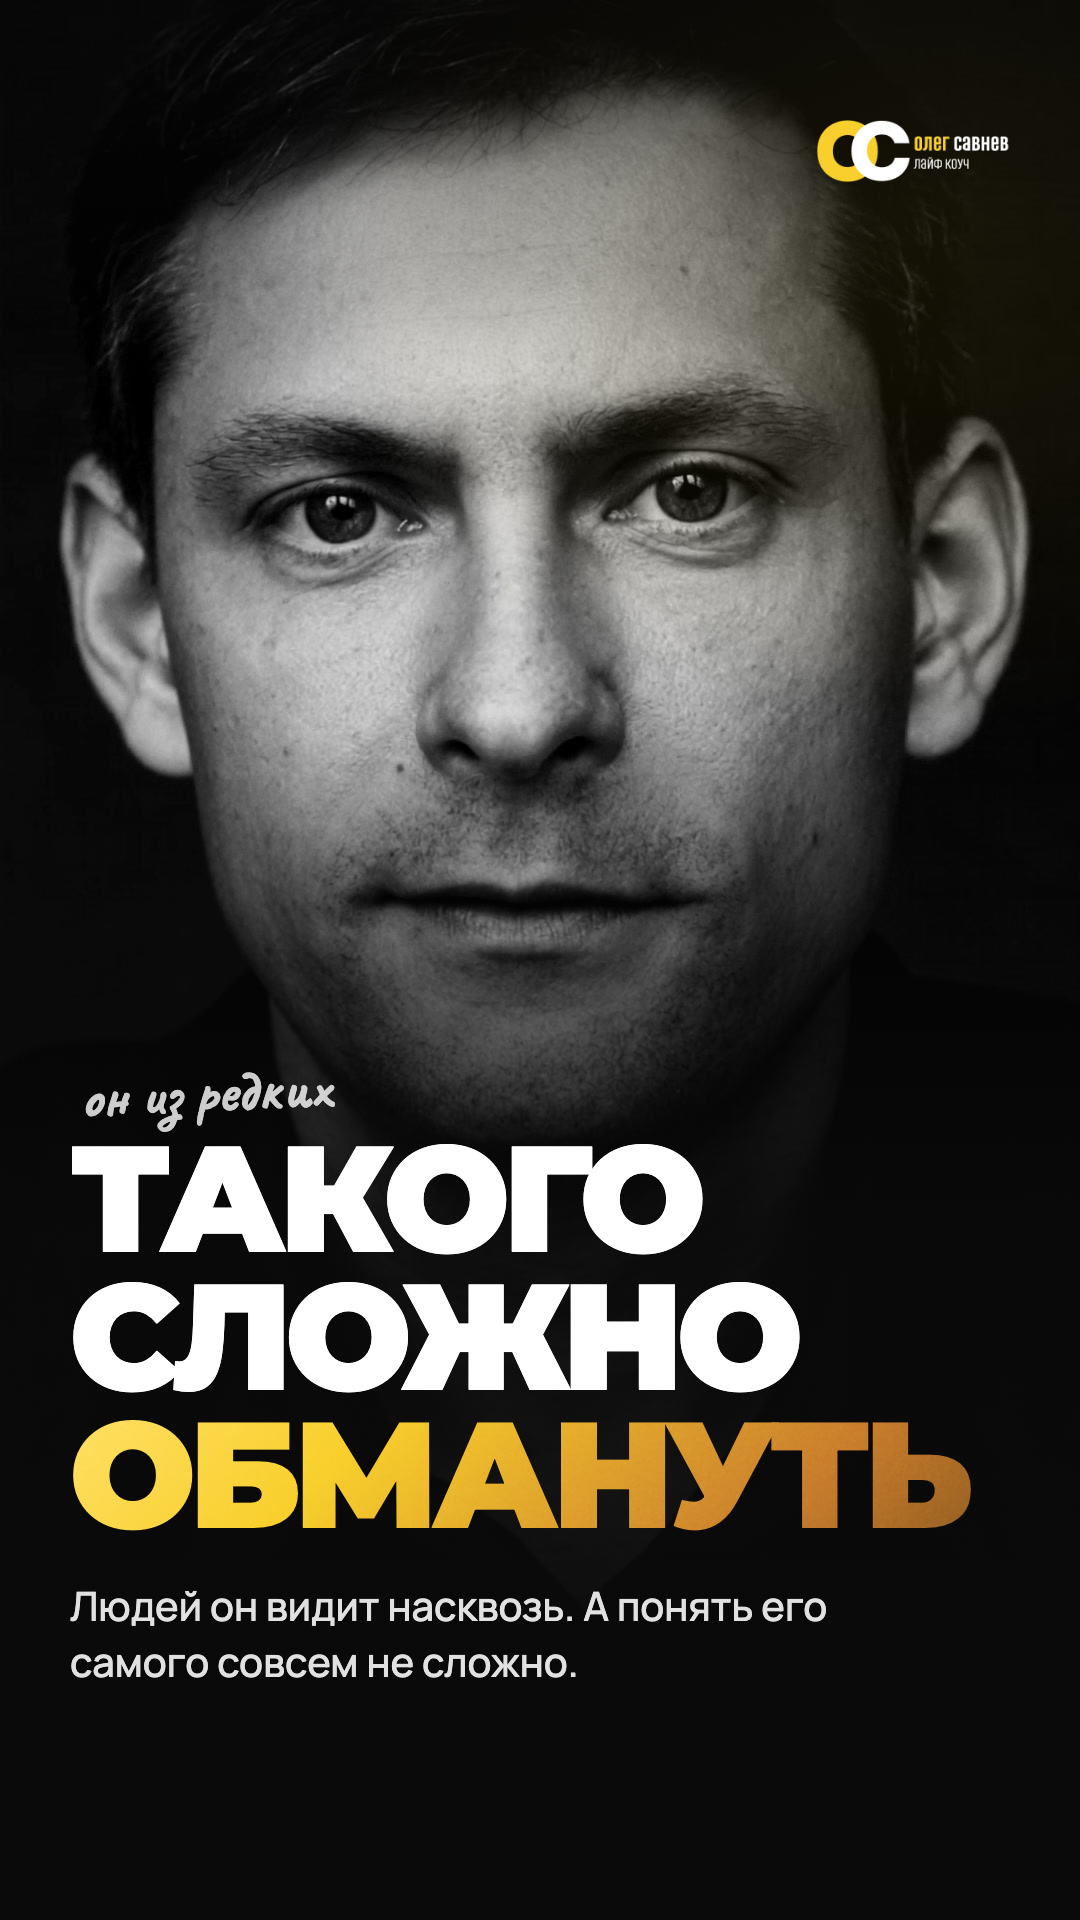 ОС олег савнев
лайф коуч
он из редких
ТАКОГО
СЛОЖНО
ОБМАНУТЬ
Людей он видит насквозь. А понять его
самого совсем не сложно.